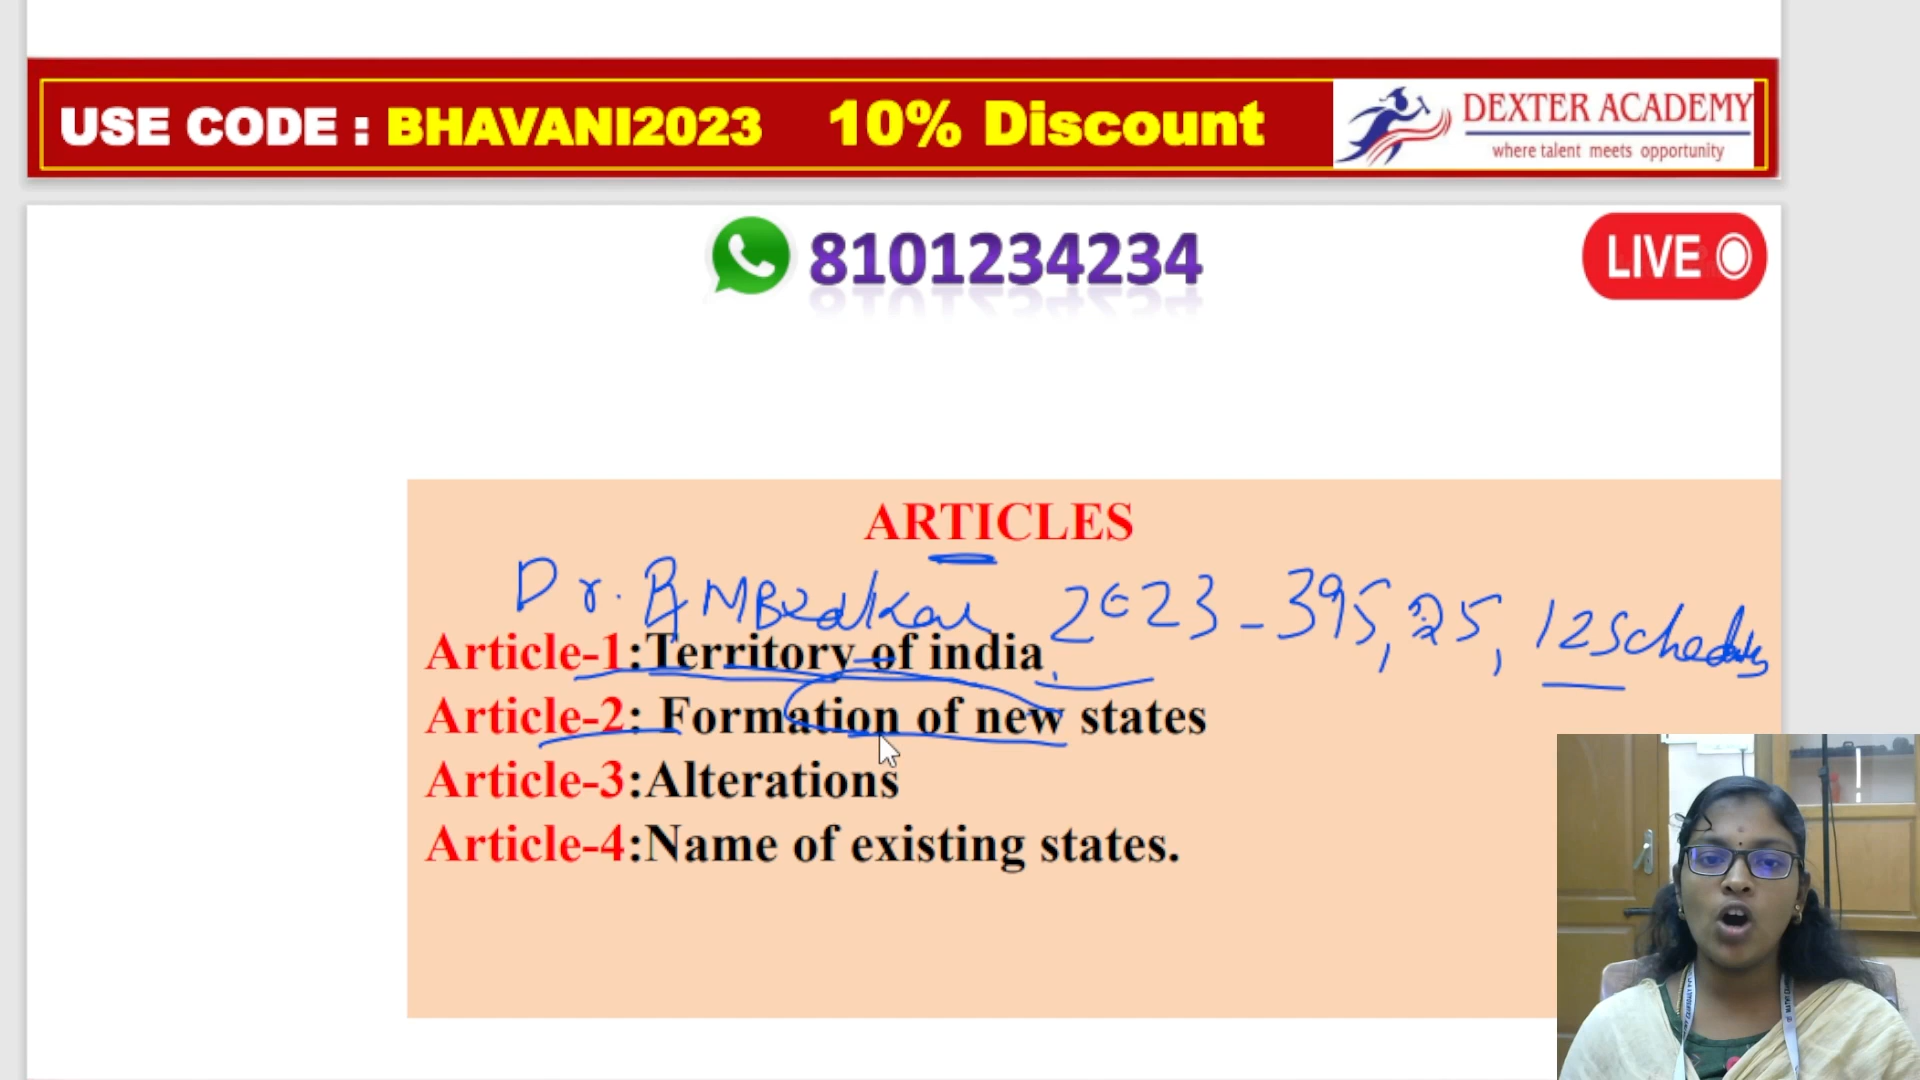 USE CODE : BHAVANI2023 10% Discount
DEXTER ACADEMY
where talent meets opportunity
8101234234
LIVE
ARTICLES
Dr. 2023 - 395, 25, 12 Schedules
Article-1:Territory of india
Article-2: Formation of new states
Article-3:Alterations
Article-4:Name of existing states.